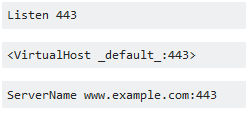 Listen 443
<VirtualHost _default_:443>
ServerName www.example.com:443